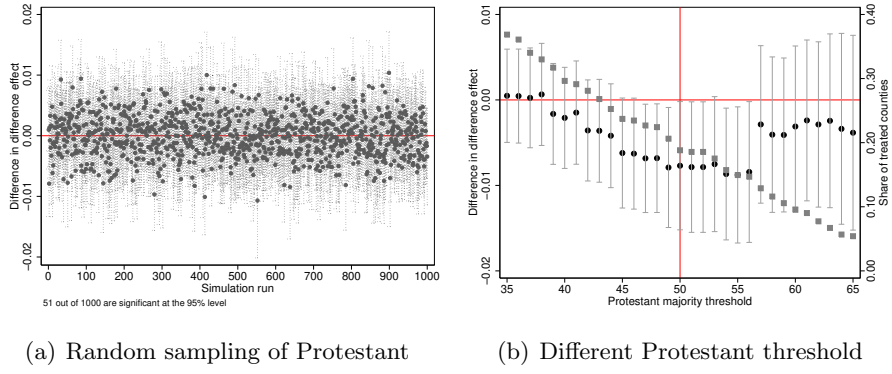 0.02
0.01
0.00
−0.01
−0.02
Difference in difference effect
0 100 200 300 400 500 600 700 800 900 1000
Simulation run
51 out of 1000 are significant at the 95% level
(a) Random sampling of Protestant
0.01
0.00
−0.01
−0.02
Difference in difference effect
0.40
0.30
0.20
0.10
0.00
Share of treated counties
35 40 45 50 55 60 65
Protestant majority threshold
(b) Different Protestant threshold